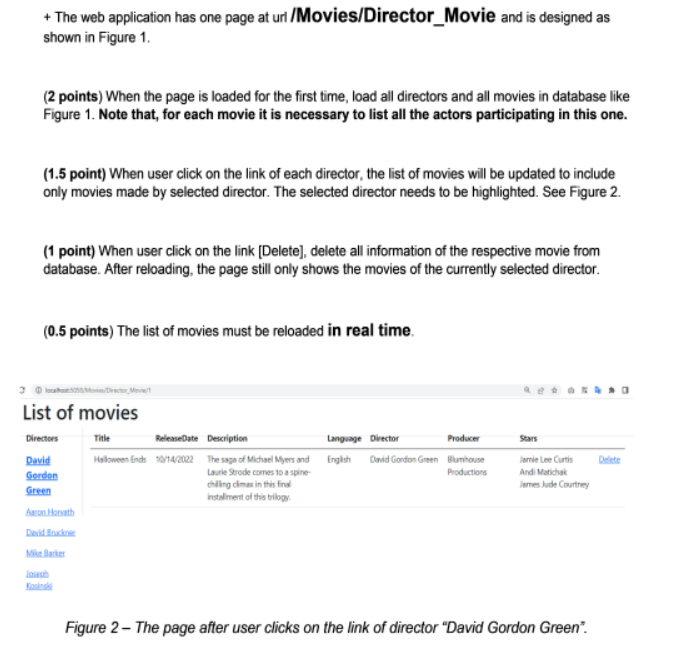 + The web application has one page at url /Movies/Director_Movie and is designed as
shown in Figure 1.
(2 points) When the page is loaded for the first time, load all directors and all movies in database like
Figure 1. Note that, for each movie it is necessary to list all the actors participating in this one.
(1.5 point) When user click on the link of each director, the list of movies will be updated to include
only movies made by selected director. The selected director needs to be highlighted. See Figure 2.
(1 point) When user click on the link [Delete], delete all information of the respective movie from
database. After reloading, the page still only shows the movies of the currently selected director.
(0.5 points) The list of movies must be reloaded in real time.
localhost:5055/Movies/Director_Movie/1
List of movies
Directors Title ReleaseDate Description Language Director Producer Stars
David Halloween Ends 10/14/2022 The saga of Michael Myers and English David Gordon Green Blumhouse Jamie Lee Curtis Delete
Gordon Laurie Strode comes to a spine- Productions Andi Matichak
Green chilling climax in this final James Jude Courtney
installment of this trilogy.
Aaron Horvath
David Bruckner
Mike Barker
Joseph
Kosinski
Figure 2 – The page after user clicks on the link of director “David Gordon Green”.